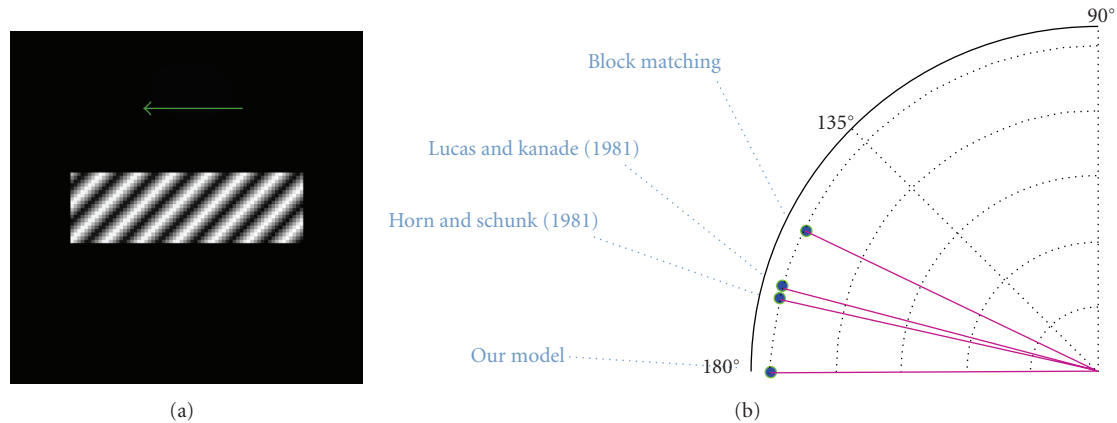 90°
Block matching
135°
Lucas and kanade (1981)
Horn and schunk (1981)
Our model
180°
(a)
(b)